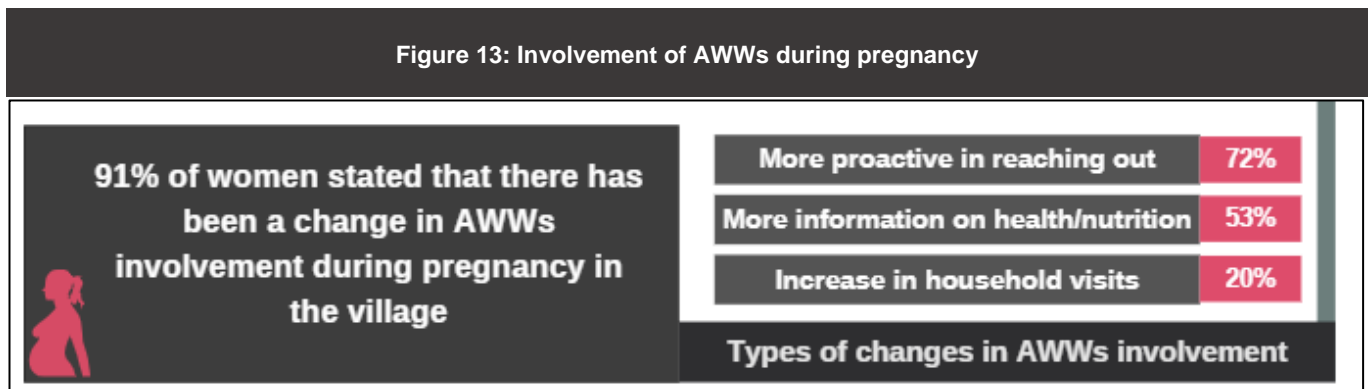 Figure 13: Involvement of AWWs during pregnancy
91% of women stated that there has
been a change in AWWs
involvement during pregnancy in
the village
More proactive in reaching out 72%
More information on health/nutrition 53%
Increase in household visits 20%
Types of changes in AWWs involvement